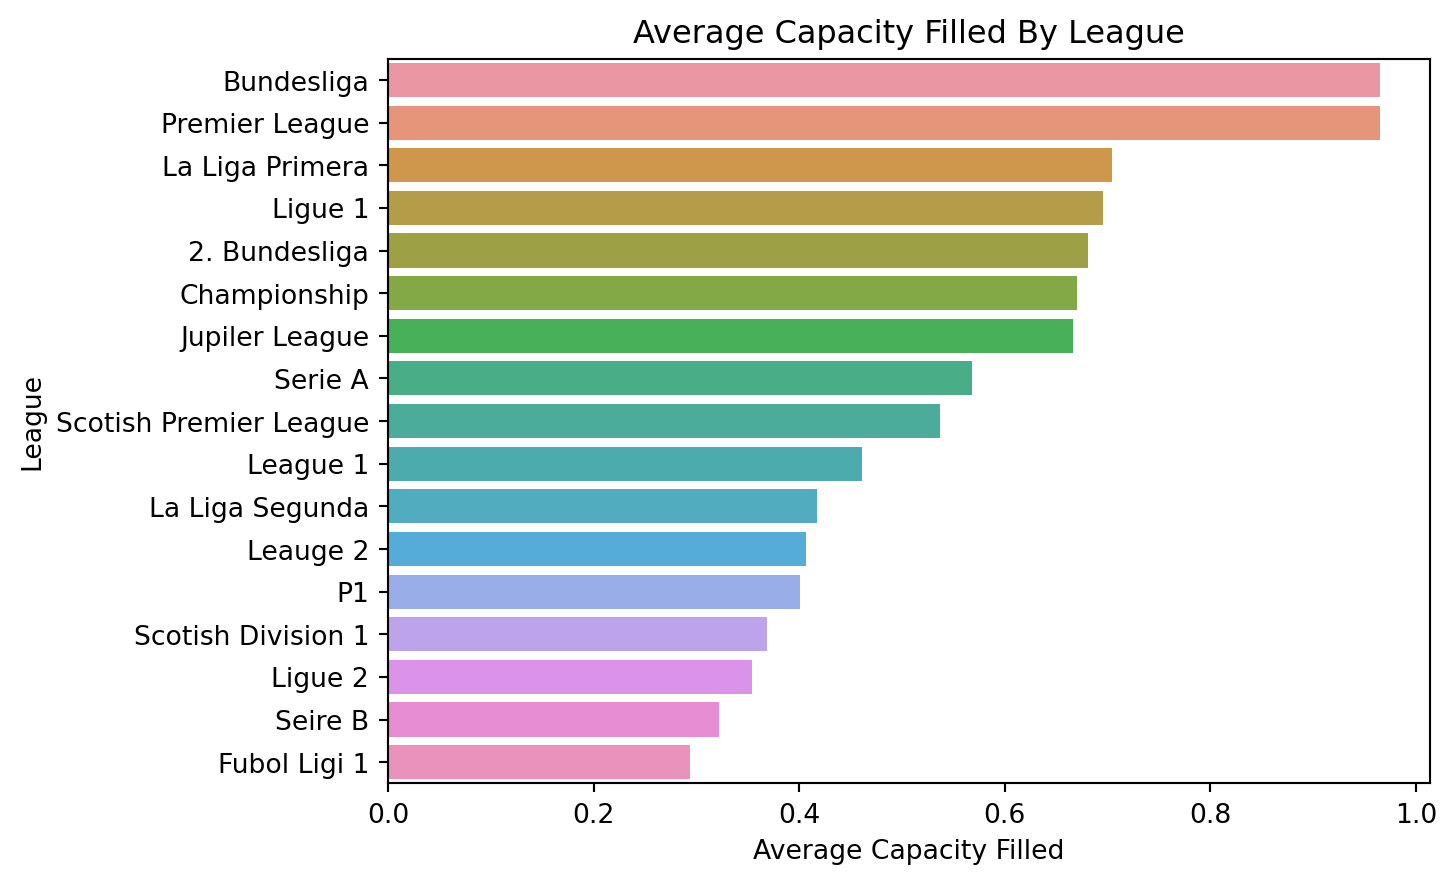 Average Capacity Filled By League
League
Bundesliga
Premier League
La Liga Primera
Ligue 1
2. Bundesliga
Championship
Jupiler League
Serie A
Scotish Premier League
League 1
La Liga Segunda
Leauge 2
P1
Scotish Division 1
Ligue 2
Seire B
Fubol Ligi 1
0.0 0.2 0.4 0.6 0.8 1.0
Average Capacity Filled